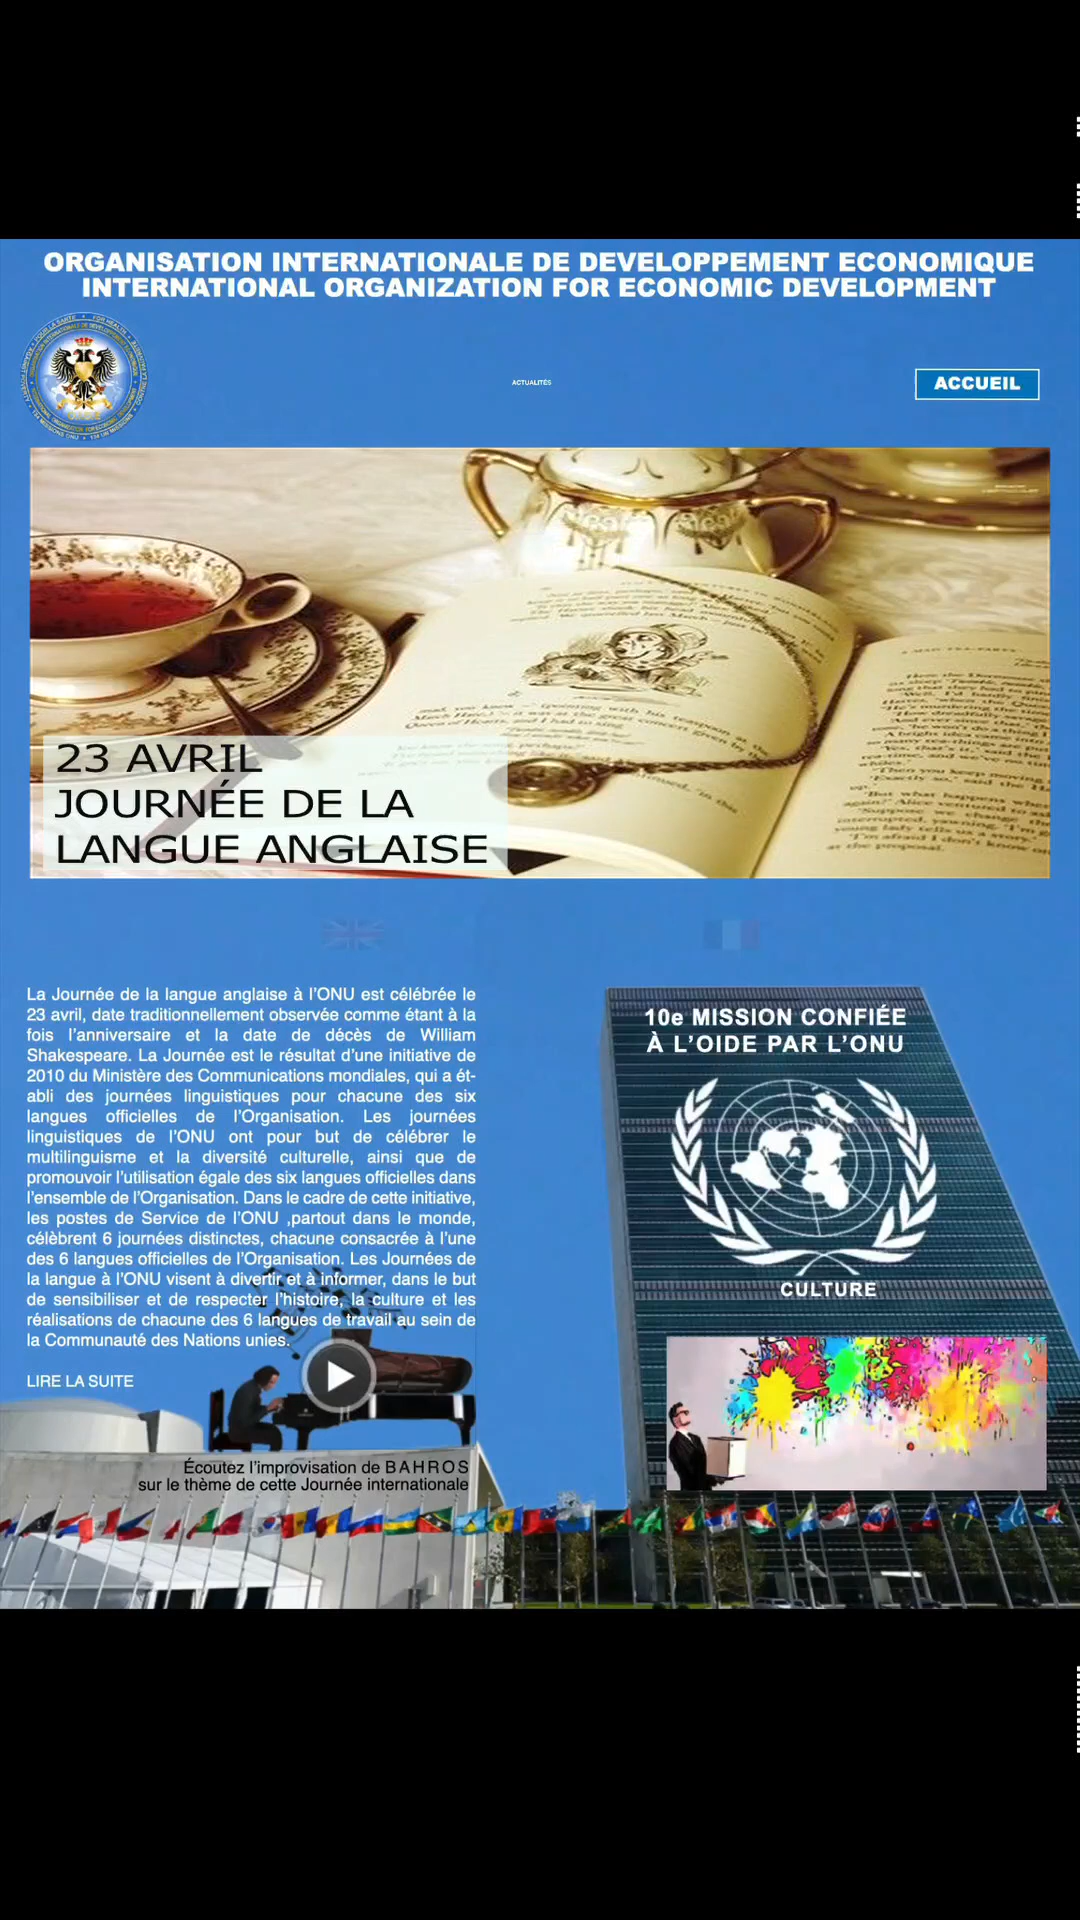 ORGANISATION INTERNATIONALE DE DEVELOPPEMENT ECONOMIQUE
INTERNATIONAL ORGANIZATION FOR ECONOMIC DEVELOPMENT
ACTUALITÉS
ACCUEIL
23 AVRIL
JOURNÉE DE LA
LANGUE ANGLAISE
La Journée de la langue anglaise à l’ONU est célébrée le
23 avril, date traditionnellement observée comme étant à la
fois l’anniversaire et la date de décès de William
Shakespeare. La Journée est le résultat d’une initiative de
2010 du Ministère des Communications mondiales, qui a ét-
abli des journées linguistiques pour chacune des six
langues officielles de l’Organisation. Les journées
linguistiques de l’ONU ont pour but de célébrer le
multilinguisme et la diversité culturelle, ainsi que de
promouvoir l’utilisation égale des six langues officielles dans
l’ensemble de l’Organisation. Dans le cadre de cette initiative,
les postes de Service de l’ONU ,partout dans le monde,
célèbrent 6 journées distinctes, chacune consacrée à l’une
des 6 langues officielles de l’Organisation. Les Journées de
la langue à l’ONU visent à divertir et à informer, dans le but
de sensibiliser et de respecter l’histoire, la culture et les
réalisations de chacune des 6 langues de travail au sein de
la Communauté des Nations unies.
LIRE LA SUITE
Écoutez l’improvisation de BAHROS
sur le thème de cette Journée internationale
10e MISSION CONFIÉE
À L’OIDE PAR L’ONU
CULTURE